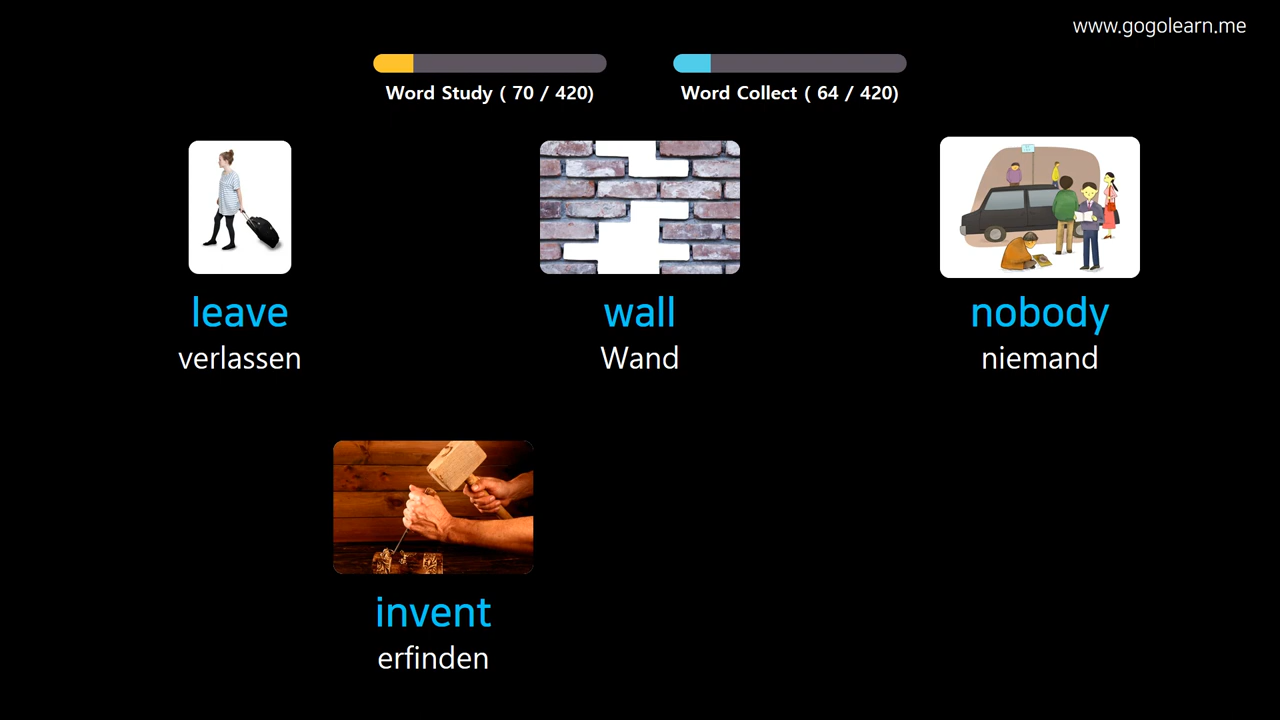 www.gogolearn.me
Word Study ( 70 / 420)
Word Collect ( 64 / 420)
leave
verlassen
wall
Wand
nobody
niemand
invent
erfinden